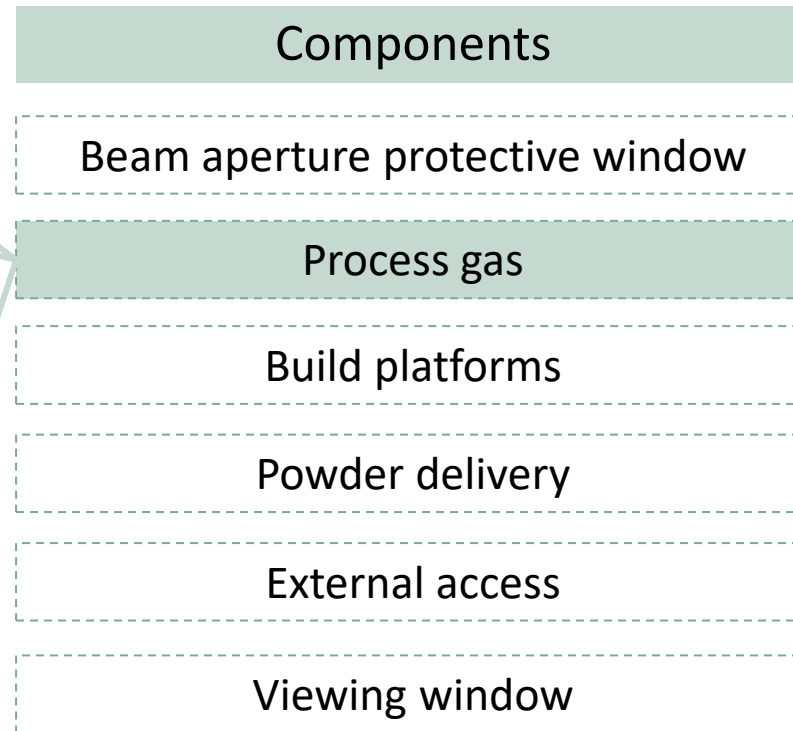 Components
Beam aperture protective window
Process gas
Build platforms
Powder delivery
External access
Viewing window